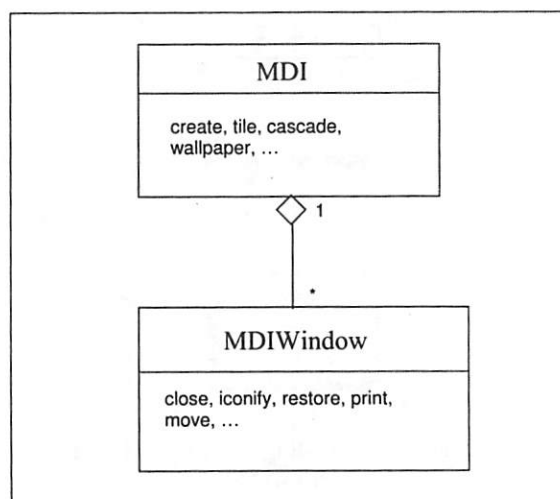 MDI
create, tile, cascade,
wallpaper, ...
1
*
MDIWindow
close, iconify, restore, print,
move, ...